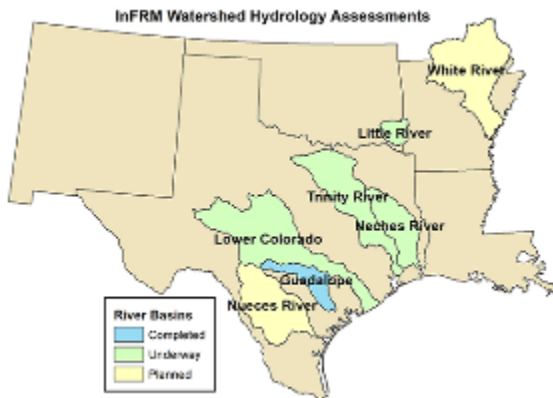 InFRM Watershed Hydrology Assessments
White River
Little River
Trinity River
Neches River
Lower Colorado
Guadalupe
Nueces River
River Basins
Completed
Underway
Planned